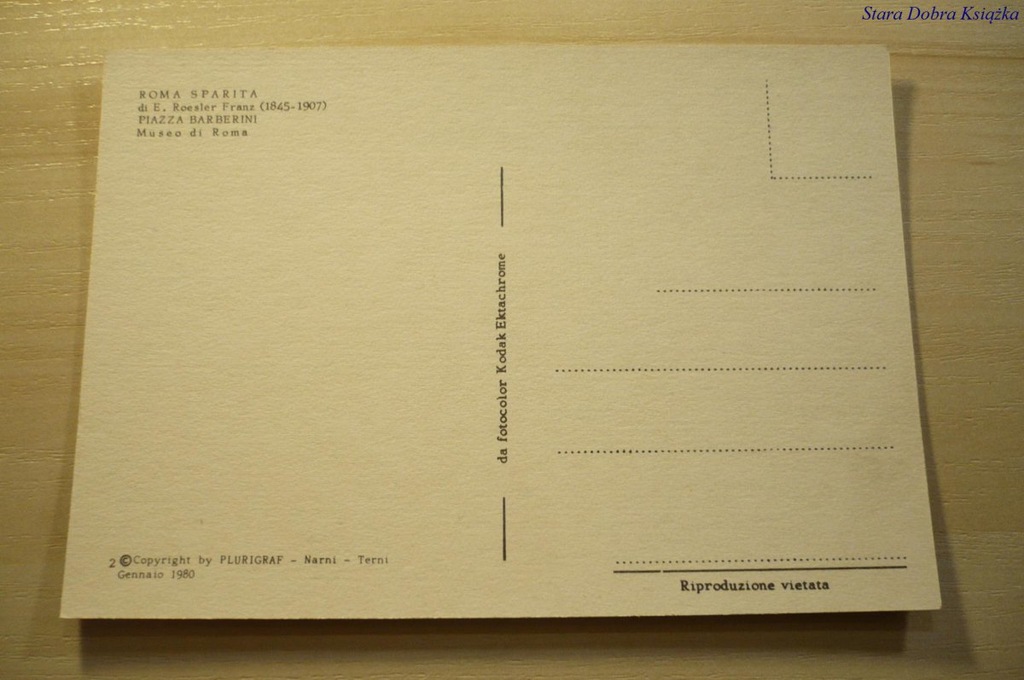 Stara Dobra Książka
ROMA SPARITA
di E. Roesler Franz (1845-1907)
PIAZZA BARBERINI
Museo di Roma
da fotocolor Kodak Ektachrome
2 ©Copyright by PLURIGRAF - Narni - Terni
Gennaio 1980
Riproduzione vietata